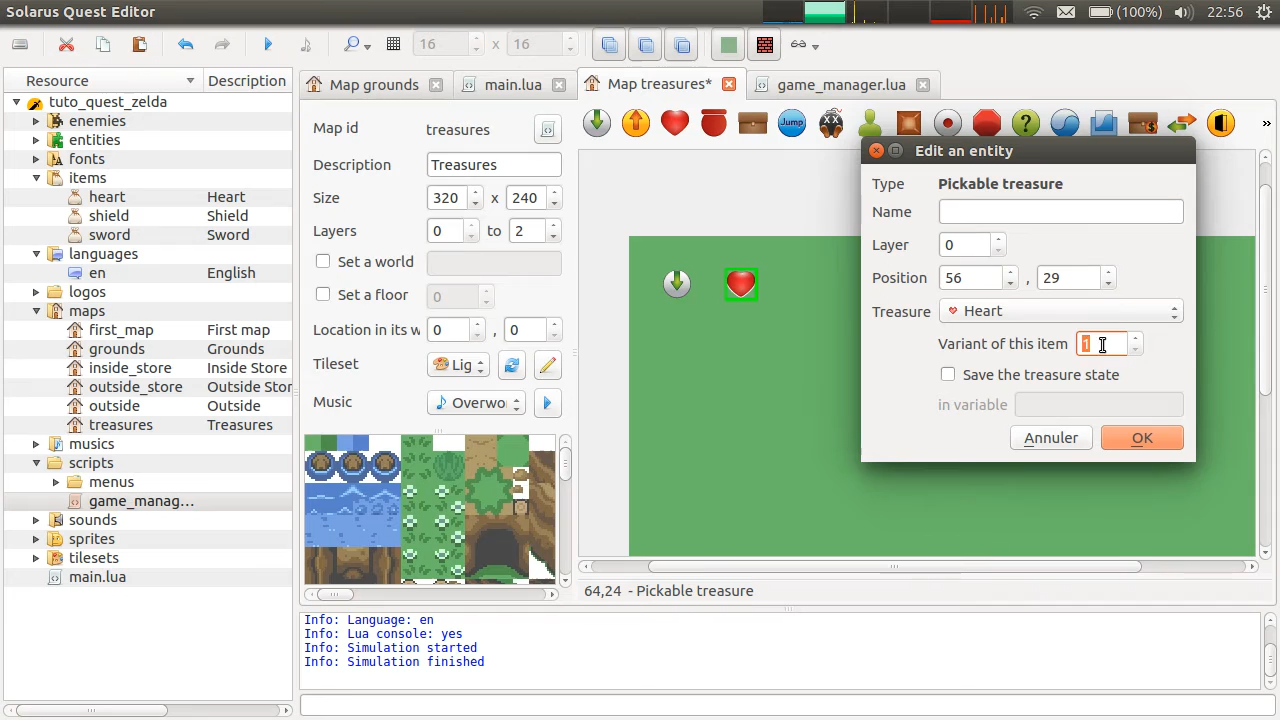 Solarus Quest Editor
(100%)
22:56
16 x 16
Resource Description
tuto_quest_zelda
enemies
entities
fonts
items
heart Heart
shield Shield
sword Sword
languages
en English
logos
maps
first_map First map
grounds Grounds
inside_store Inside Store
outside_store Outside Stor
outside Outside
treasures Treasures
musics
scripts
menus
game_manag...
sounds
sprites
tilesets
main.lua
Map grounds
main.lua
Map treasures*
game_manager.lua
Map id treasures
Description Treasures
Size 320 x 240
Layers 0 to 2
Set a world
Set a floor 0
Location in its w 0 , 0
Tileset Lig
Music Overwo
Jump
?
$
»
Edit an entity
Type Pickable treasure
Name
Layer 0
Position 56 , 29
Treasure Heart
Variant of this item 1
Save the treasure state
in variable
Annuler OK
64,24 - Pickable treasure
Info: Language: en
Info: Lua console: yes
Info: Simulation started
Info: Simulation finished